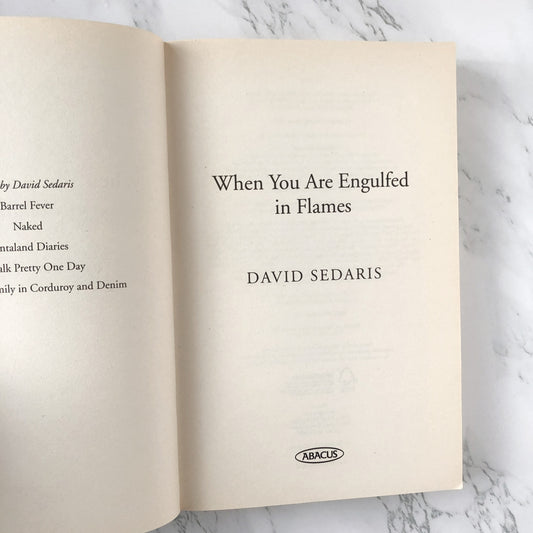 by David Sedaris
Barrel Fever
Naked
ntaland Diaries
alk Pretty One Day
mily in Corduroy and Denim
When You Are Engulfed
in Flames
DAVID SEDARIS
ABACUS